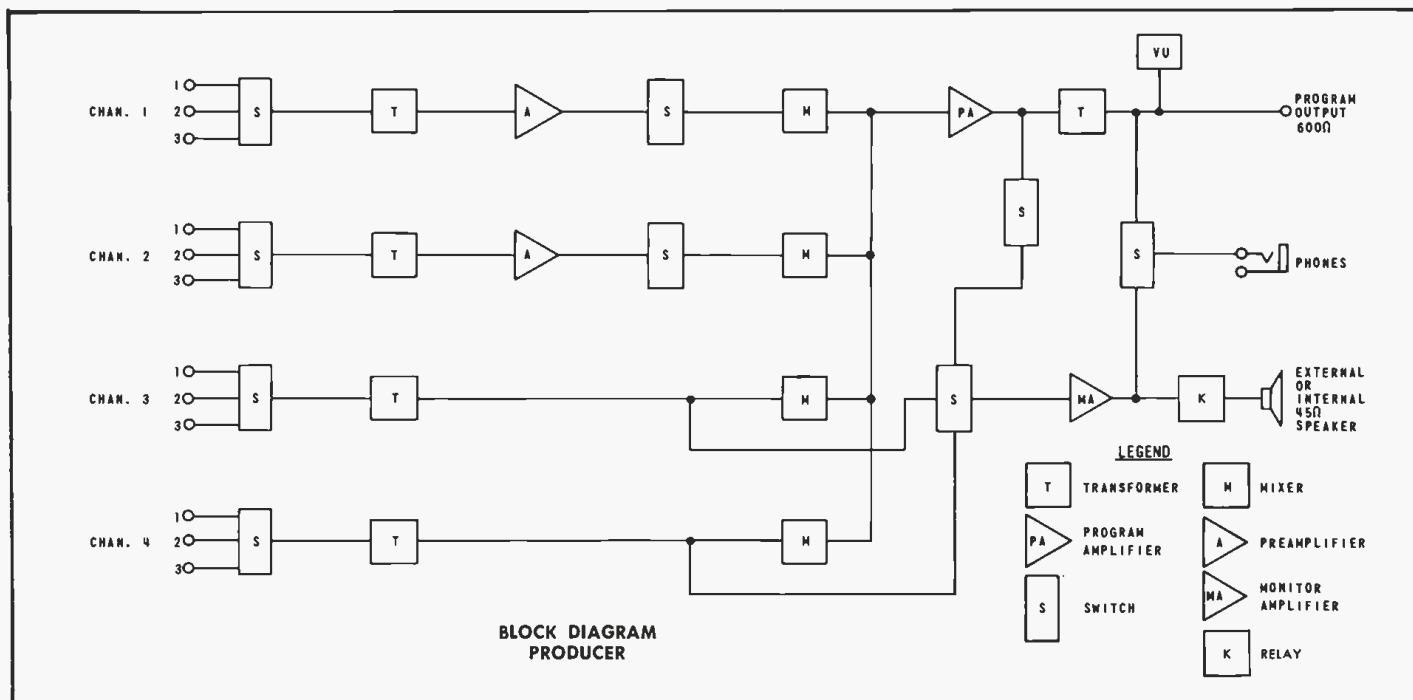 VU
1
CHAN. 1 2 S T A S M PA T PROGRAM
OUTPUT
600Ω
3
S
1
CHAN. 2 2 S T A S M S PHONES
3
1
CHAN. 3 2 S T M S MA K EXTERNAL
OR
INTERNAL
45Ω
SPEAKER
3
LEGEND
T TRANSFORMER M MIXER
PA PROGRAM
AMPLIFIER
A PREAMPLIFIER
1
CHAN. 4 2 S T M
3
S SWITCH MA MONITOR
AMPLIFIER
K RELAY
BLOCK DIAGRAM
PRODUCER